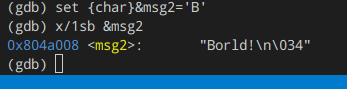 (gdb) set {char}&msg2='B'
(gdb) x/1sb &msg2
0x804a008 <msg2>:        "Borld!\n\034"
(gdb)